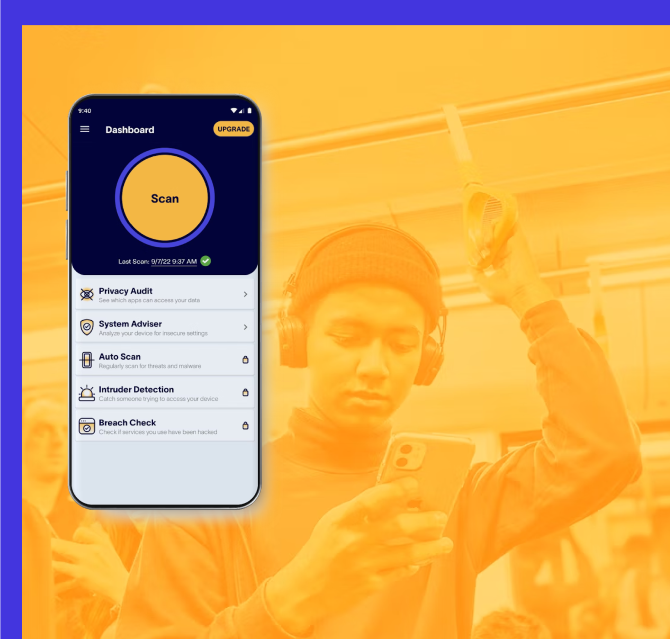 9:40
Dashboard
UPGRADE
Scan
Last Scan: 9/7/22 9:37 AM
Privacy Audit
See which apps can access your data
System Adviser
Analyze your device for insecure settings
Auto Scan
Regularly scan for threats and malware
Intruder Detection
Catch someone trying to access your device
Breach Check
Check if services you use have been hacked